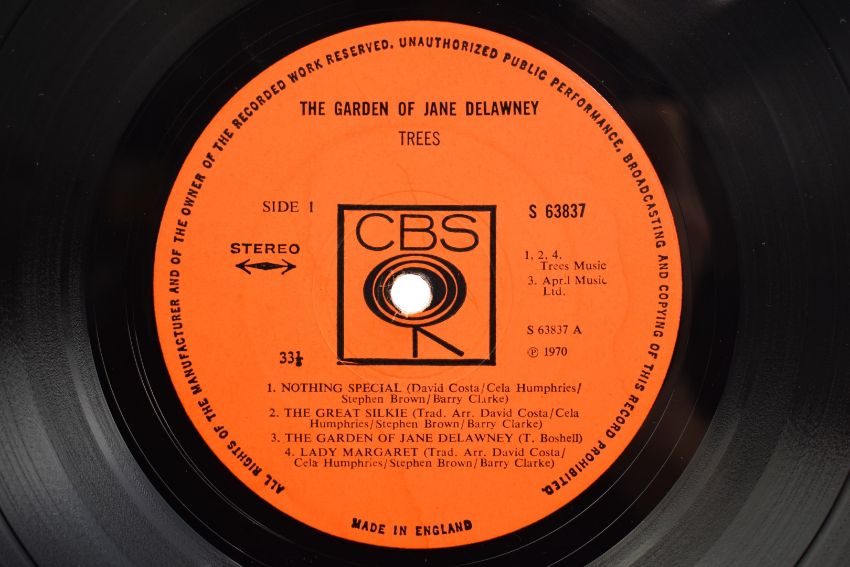 ALL RIGHTS OF THE MANUFACTURER AND OF THE OWNER OF THE RECORDED WORK RESERVED. UNAUTHORIZED PUBLIC PERFORMANCE, BROADCASTING AND COPYING OF THIS RECORD PROHIBITED.
THE GARDEN OF JANE DELAWNEY
TREES
SIDE 1
S 63837
CBS
STEREO
1, 2, 4.
Trees Music
3. April Music
Ltd.
S 63837 A
℗ 1970
33⅓
1. NOTHING SPECIAL (David Costa/Cela Humphries/
Stephen Brown/Barry Clarke)
2. THE GREAT SILKIE (Trad. Arr. David Costa/Cela
Humphries/Stephen Brown/Barry Clarke)
3. THE GARDEN OF JANE DELAWNEY (T. Boshell)
4. LADY MARGARET (Trad. Arr. David Costa/
Cela Humphries/Stephen Brown/Barry Clarke)
MADE IN ENGLAND